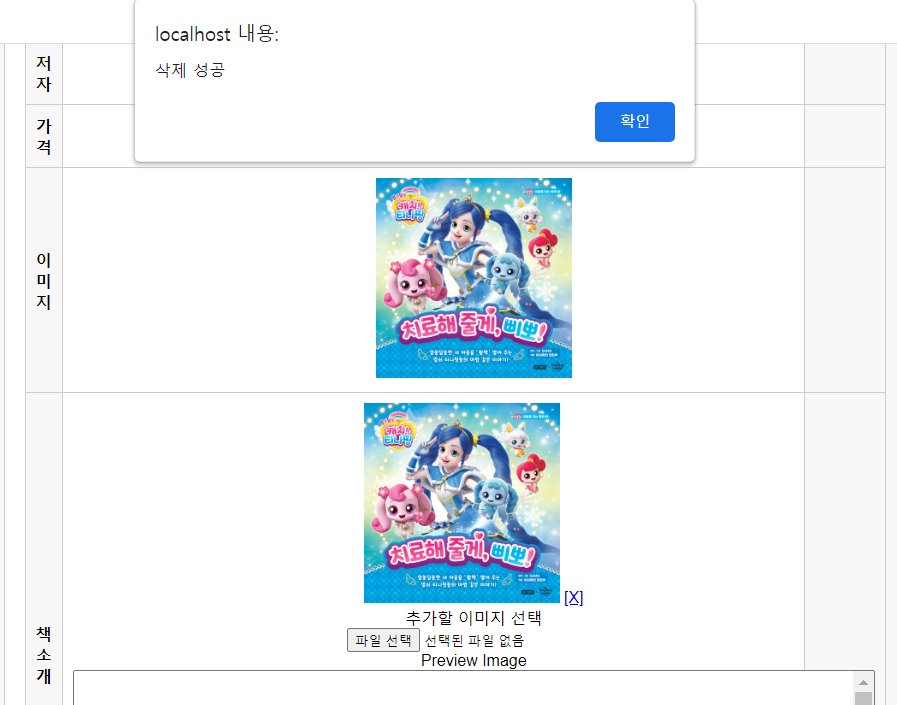 localhost 내용:
삭제 성공
확인
저
자
가
격
이
미
지
캐치!
티니핑
치료해 줄게, 삐뽀!
캐치!
티니핑
치료해 줄게, 삐뽀!
[X]
추가할 이미지 선택
파일 선택 선택된 파일 없음
Preview Image
책
소
개